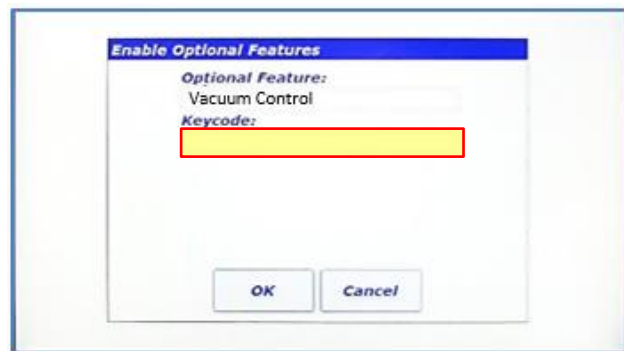 Enable Optional Features
Optional Feature:
Vacuum Control
Keycode:
OK
Cancel